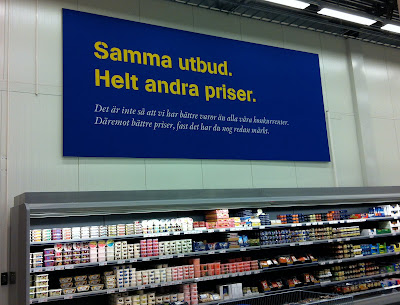 Samma utbud.
Helt andra priser.
Det är inte så att vi har bättre varor än alla våra konkurrenter.
Däremot bättre priser, fast det har du nog redan märkt.